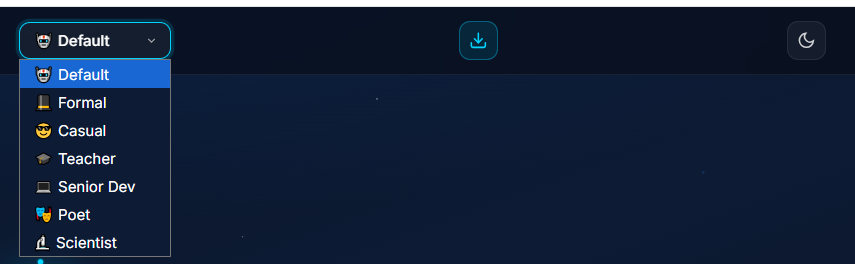 Default
Default
Formal
Casual
Teacher
Senior Dev
Poet
Scientist